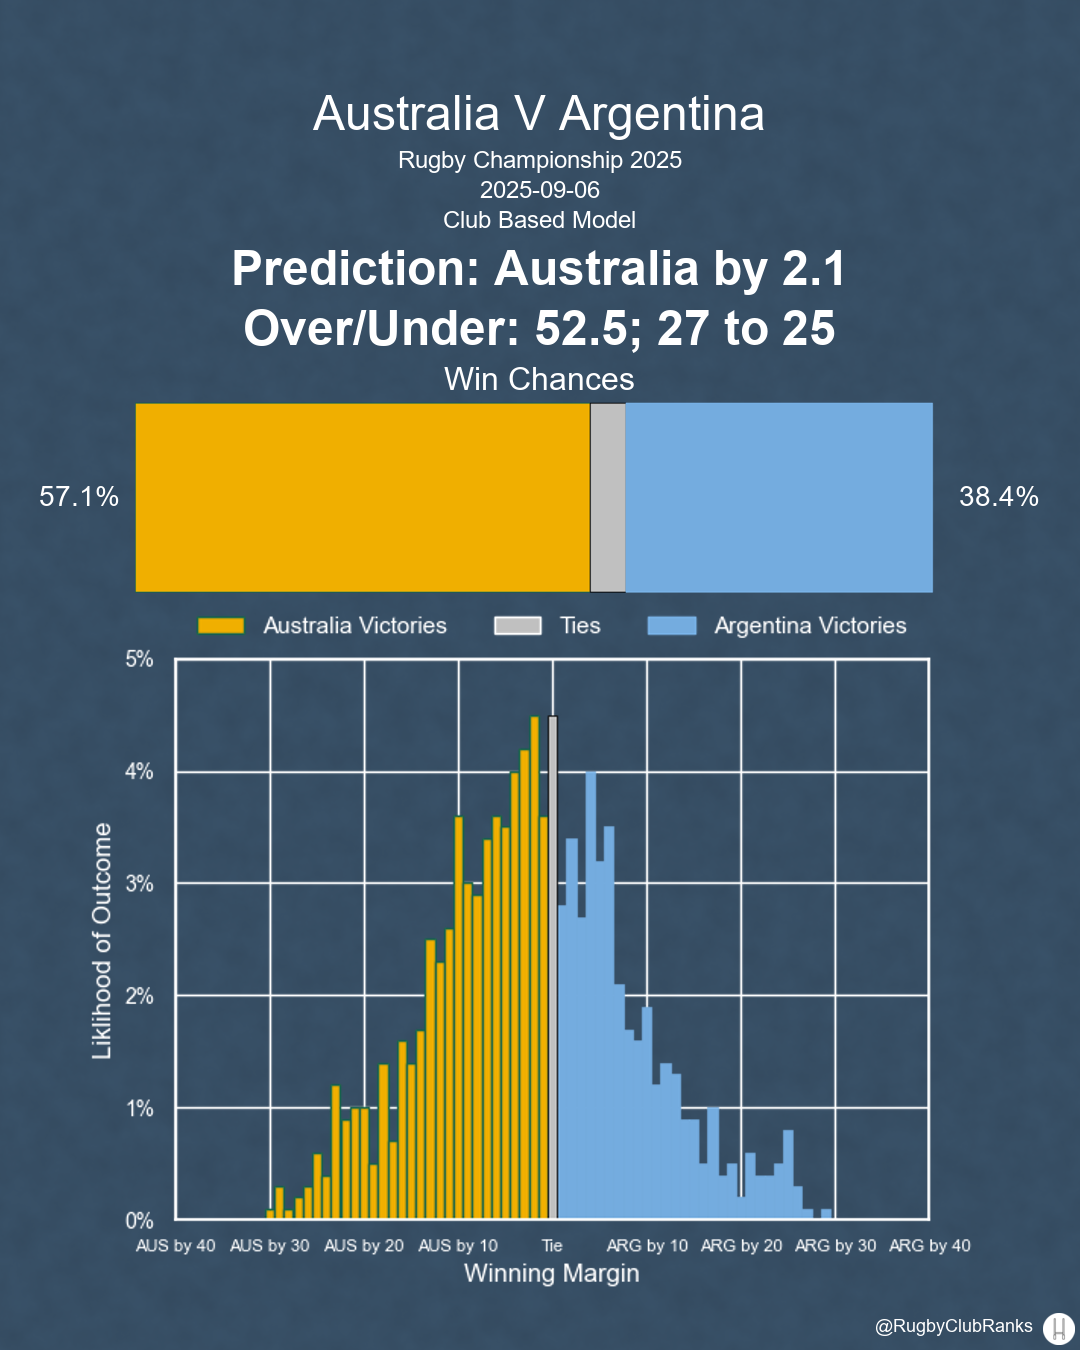 Australia V Argentina
Rugby Championship 2025
2025-09-06
Club Based Model
Prediction: Australia by 2.1
Over/Under: 52.5; 27 to 25
Win Chances
57.1%
38.4%
Australia Victories
Ties
Argentina Victories
5%
4%
3%
2%
1%
0%
Liklihood of Outcome
AUS by 40
AUS by 30
AUS by 20
AUS by 10
Tie
ARG by 10
ARG by 20
ARG by 30
ARG by 40
Winning Margin
@RugbyClubRanks